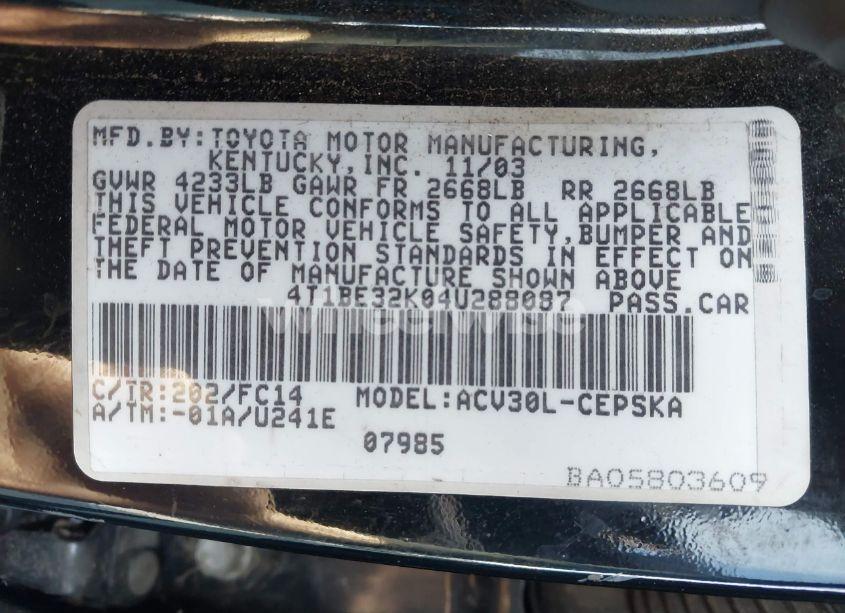 MFD.BY:TOYOTA MOTOR MANUFACTURING,
KENTUCKY,INC. 11/03
GVWR 4233LB GAWR FR 2668LB RR 2668LB
THIS VEHICLE CONFORMS TO ALL APPLICABLE
FEDERAL MOTOR VEHICLE SAFETY,BUMPER AND
THEFT PREVENTION STANDARDS IN EFFECT ON
THE DATE OF MANUFACTURE SHOWN ABOVE
4T1BE32K04U288087 PASS.CAR
wheelwise
C/TR:202/FC14 MODEL:ACV30L-CEPSKA
A/TM:-01A/U241E
07985
BA05803609